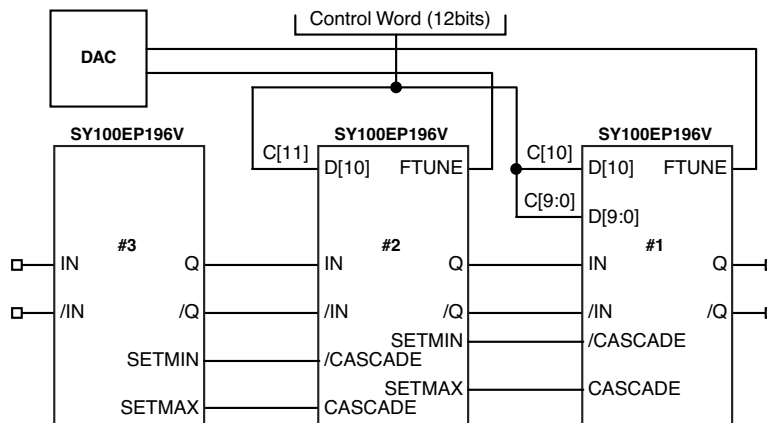 Control Word (12bits)
DAC
SY100EP196V
SY100EP196V
SY100EP196V
C[11]
D[10]
FTUNE
C[10]
D[10]
FTUNE
C[9:0]
D[9:0]
#3
#2
#1
IN
Q
IN
Q
IN
Q
/IN
/Q
/IN
/Q
/IN
/Q
SETMIN
/CASCADE
SETMIN
/CASCADE
SETMAX
CASCADE
SETMAX
CASCADE